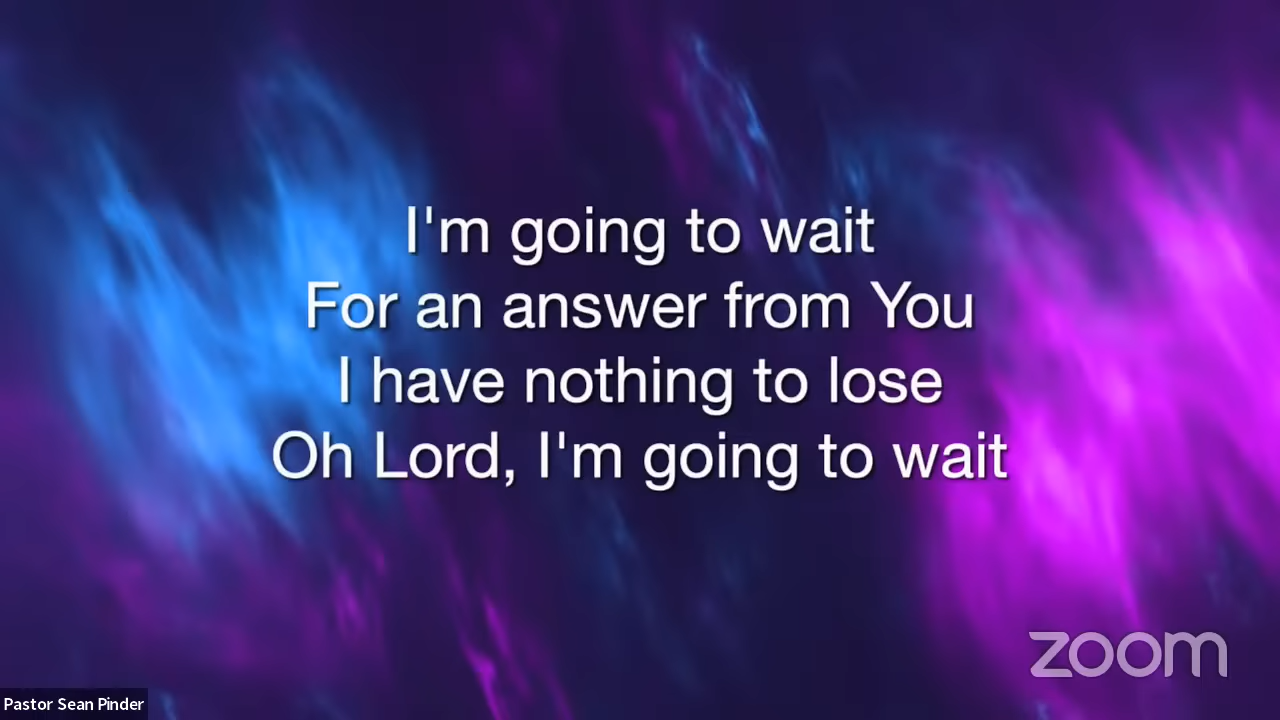 I'm going to wait
For an answer from You
I have nothing to lose
Oh Lord, I'm going to wait
zoom
Pastor Sean Pinder